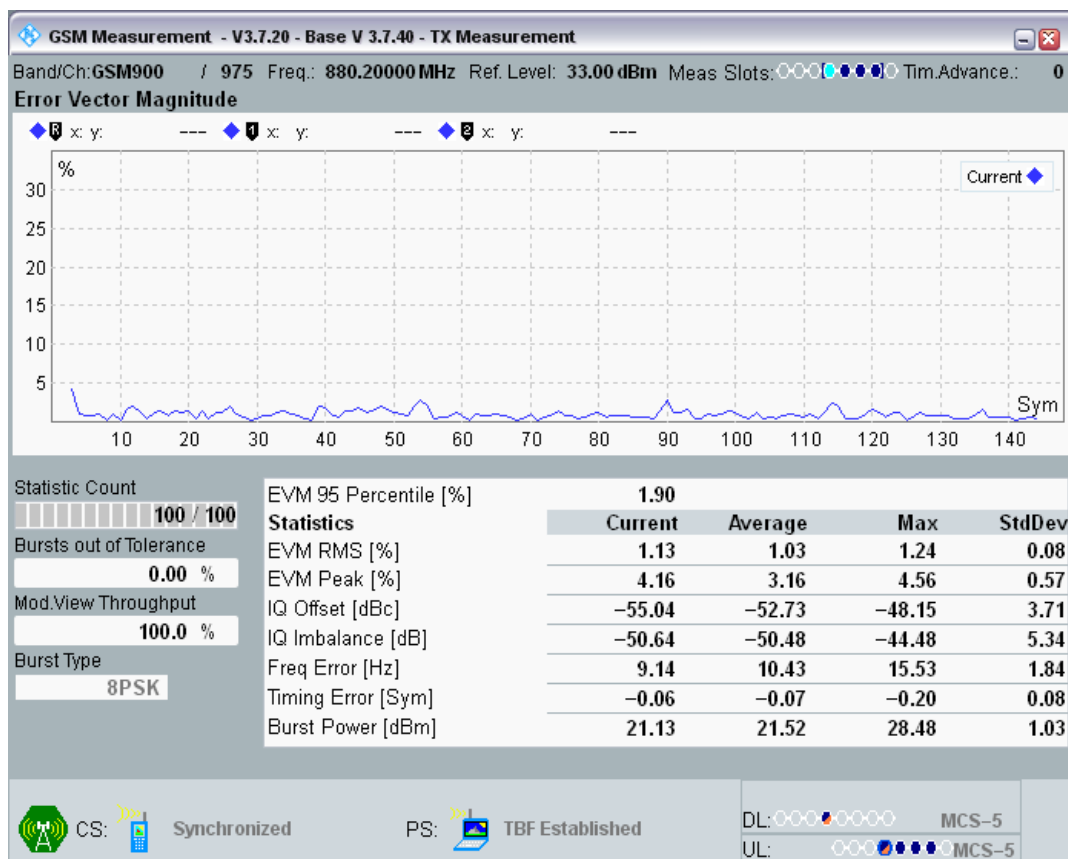 GSM Measurement - V3.7.20 - Base V 3.7.40 - TX Measurement
Band/Ch:GSM900 / 975 Freq.: 880.20000 MHz Ref. Level: 33.00 dBm Meas Slots: Tim.Advance.: 0
Error Vector Magnitude
R x: y: --- 1 x: y: --- 2 x: y: ---
%
Current
30
25
20
15
10
5
Sym
10 20 30 40 50 60 70 80 90 100 110 120 130 140
Statistic Count
100 / 100
Bursts out of Tolerance
0.00 %
Mod.View Throughput
100.0 %
Burst Type
8PSK
EVM 95 Percentile [%] 1.90
Statistics Current Average Max StdDev
EVM RMS [%] 1.13 1.03 1.24 0.08
EVM Peak [%] 4.16 3.16 4.56 0.57
IQ Offset [dBc] −55.04 −52.73 −48.15 3.71
IQ Imbalance [dB] −50.64 −50.48 −44.48 5.34
Freq Error [Hz] 9.14 10.43 15.53 1.84
Timing Error [Sym] −0.06 −0.07 −0.20 0.08
Burst Power [dBm] 21.13 21.52 28.48 1.03
CS: Synchronized PS: TBF Established
DL: MCS−5
UL: MCS−5